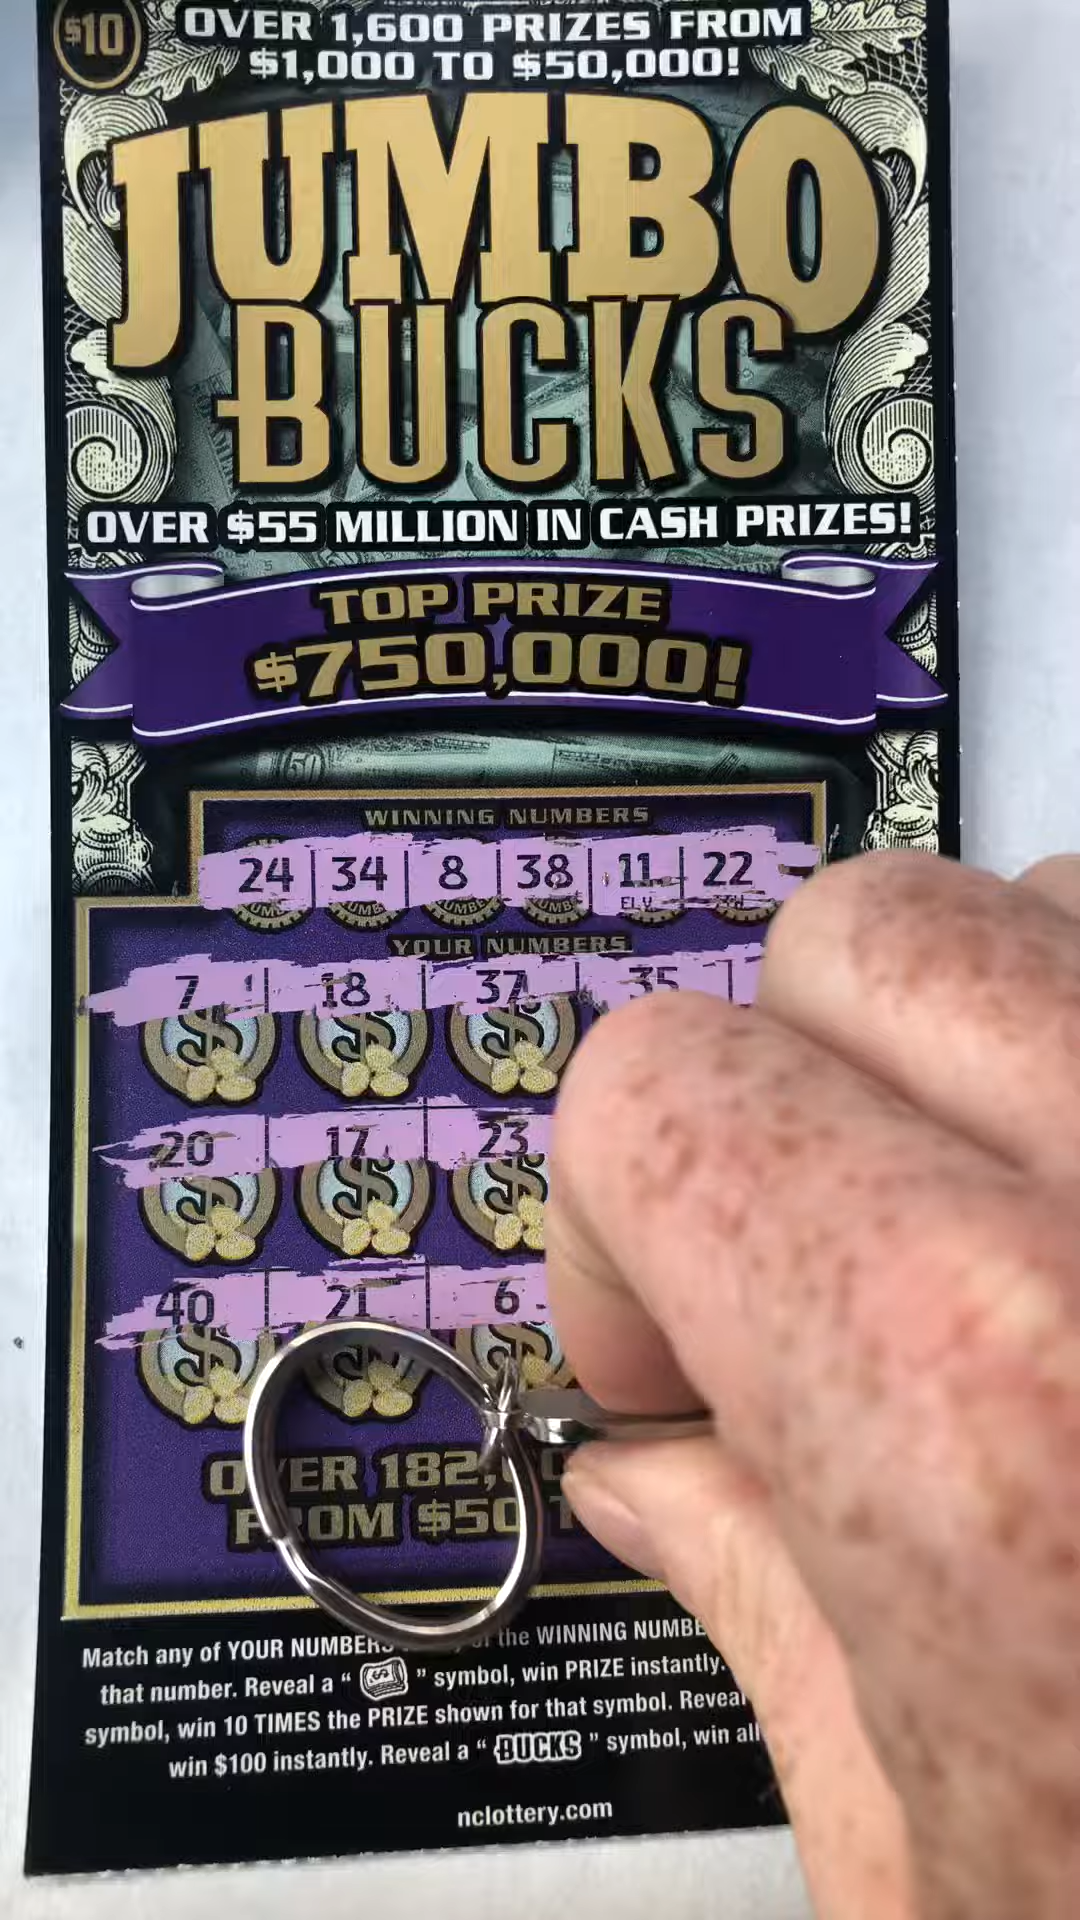 $10
OVER 1,600 PRIZES FROM
$1,000 TO $50,000!
JUMBO
BUCKS
OVER $55 MILLION IN CASH PRIZES!
TOP PRIZE
$750,000!
WINNING NUMBERS
24 34 8 38 11 22
YOUR NUMBERS
7 18 37 35
20 17 23
40 21 6
OVER 182,
FROM $50
Match any of YOUR NUMBERS the WINNING
that number. Reveal a " " symbol, win PRIZE instantly.
symbol, win 10 TIMES the PRIZE shown for that symbol. Reveal
win $100 instantly. Reveal a " BUCKS " symbol, win all
nclottery.com